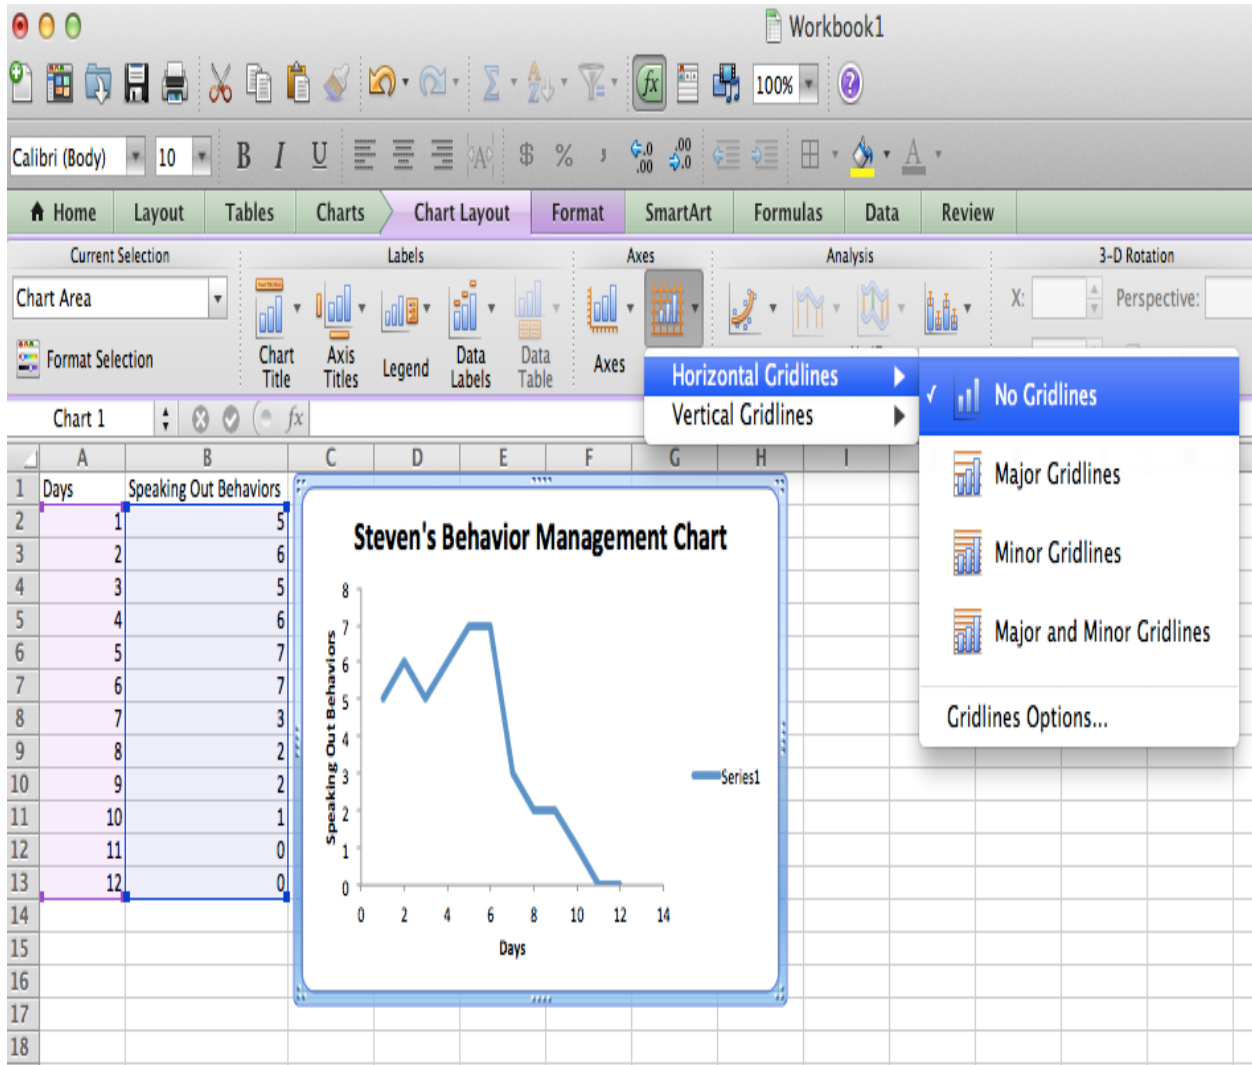 Workbook1
100%
Calibri (Body) 10 B I U A $ % , .0 .00 .00 .0 A
Home Layout Tables Charts Chart Layout Format SmartArt Formulas Data Review
Current Selection Labels Axes Analysis 3-D Rotation
Chart Area X: Perspective:
Format Selection
Chart Title
Axis Titles
Legend
Data Labels
Data Table
Axes
Horizontal Gridlines
Vertical Gridlines
No Gridlines
Major Gridlines
Minor Gridlines
Major and Minor Gridlines
Gridlines Options...
Chart 1 fx
A B C D E F G H I
1 Days Speaking Out Behaviors
2 1 5
3 2 6
4 3 5
5 4 6
6 5 7
7 6 7
8 7 3
9 8 2
10 9 2
11 10 1
12 11 0
13 12 0
14
15
16
17
18
Steven's Behavior Management Chart
Speaking Out Behaviors
8
7
6
5
4
3
2
1
0
0 2 4 6 8 10 12 14
Days
Series1